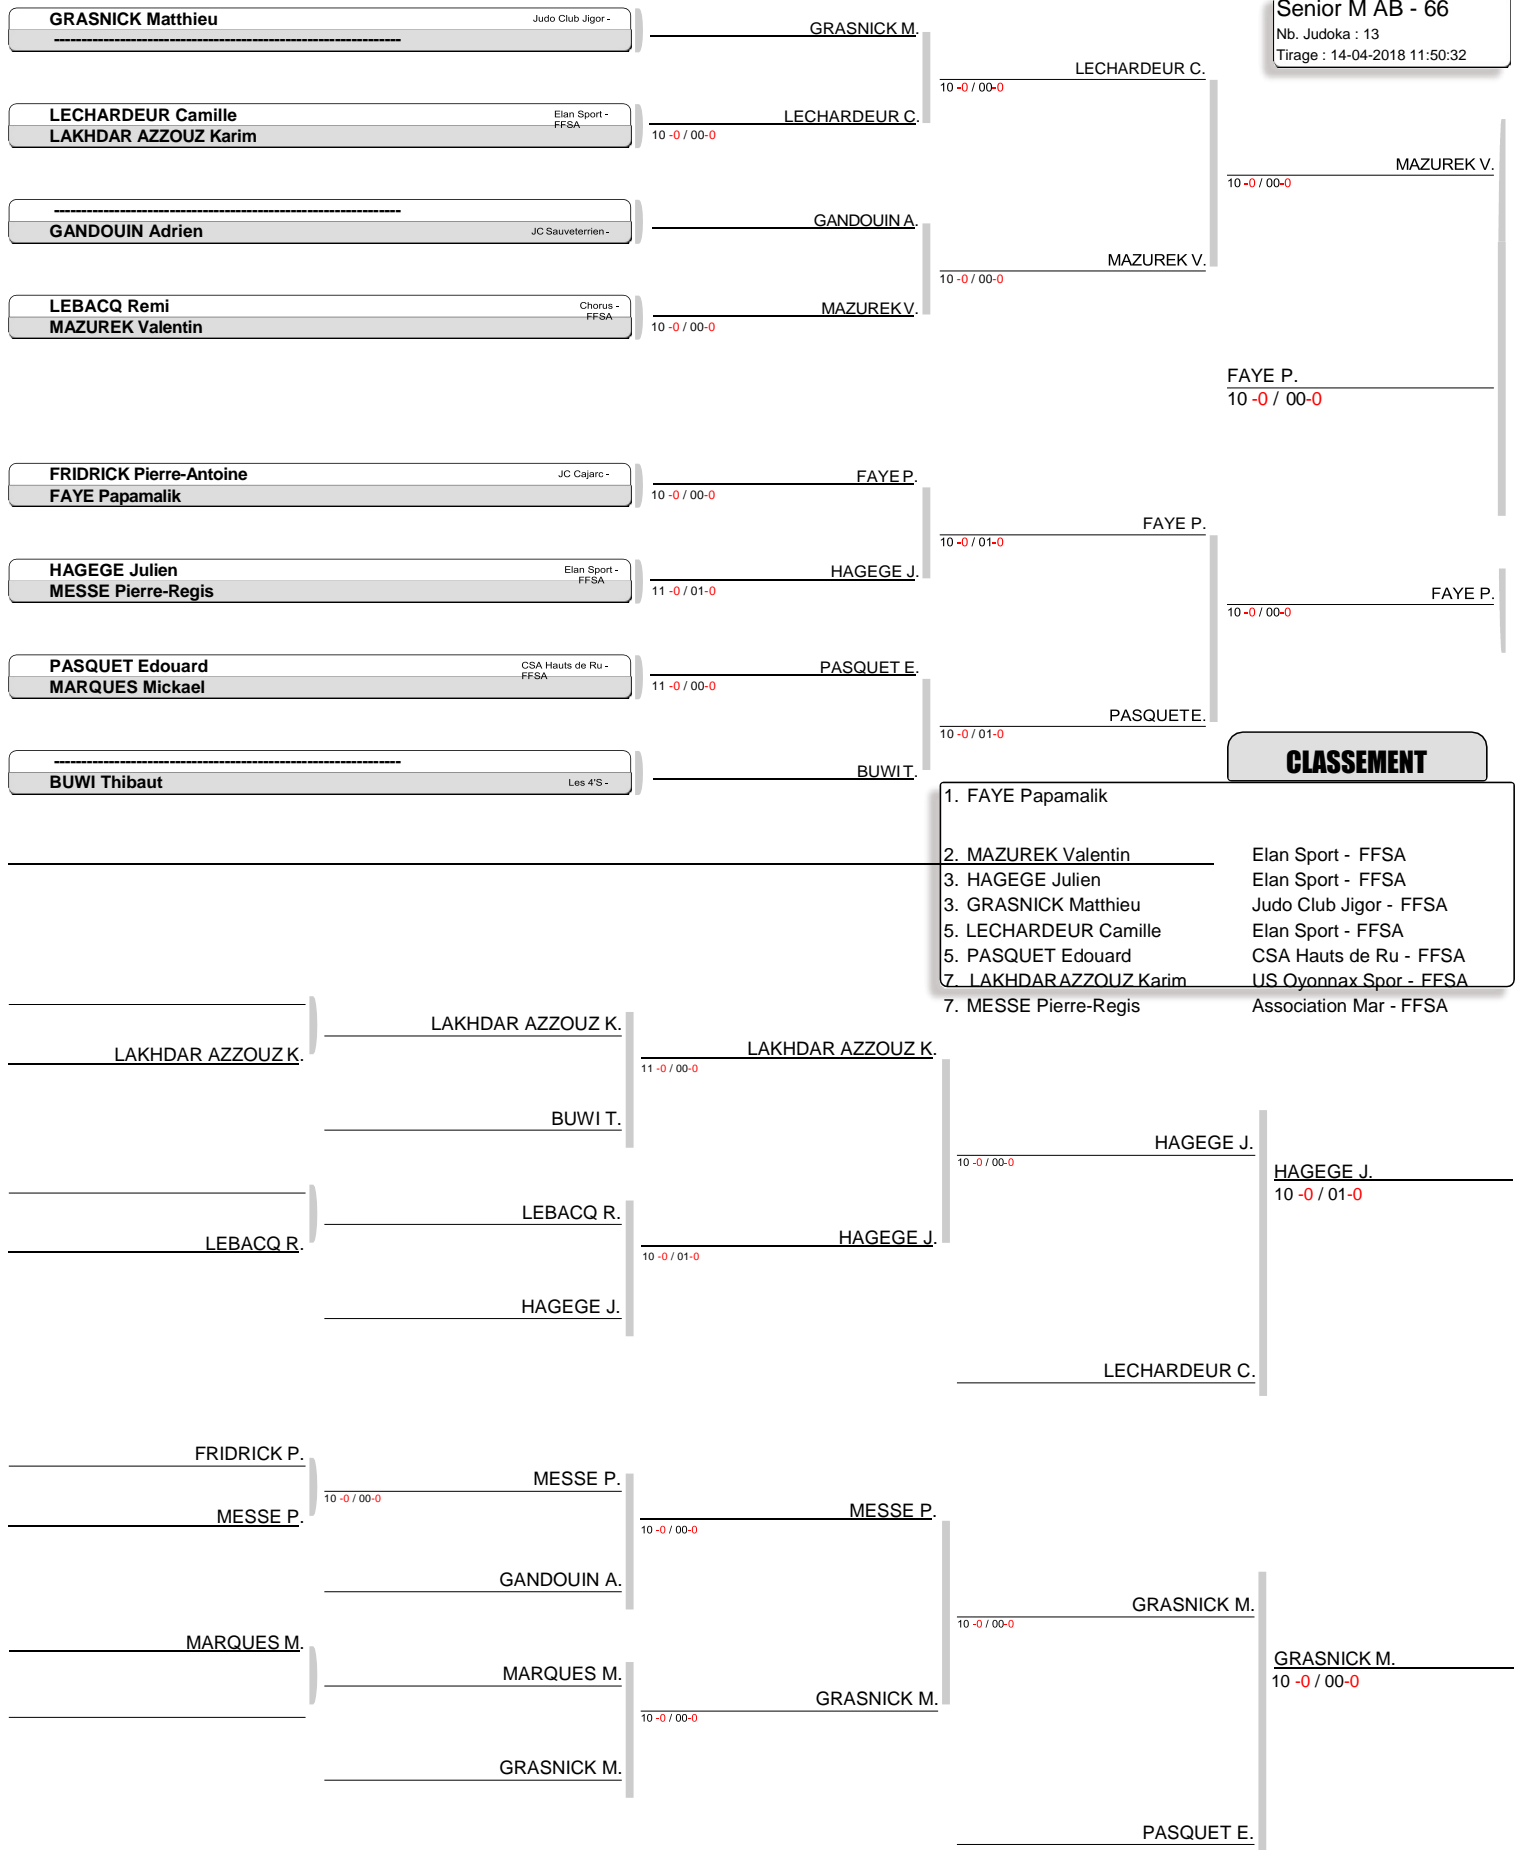 Senior M AB - 66
Nb. Judoka : 13
Tirage : 14-04-2018 11:50:32
GRASNICK Matthieu Judo Club Jigor -
----------------------------------------------------------------
LECHARDEUR Camille Elan Sport - FFSA
LAKHDAR AZZOUZ Karim
----------------------------------------------------------------
GANDOUIN Adrien JC Sauveterrien -
LEBACQ Remi Chorus - FFSA
MAZUREK Valentin
FRIDRICK Pierre-Antoine JC Cajarc -
FAYE Papamalik
HAGEGE Julien Elan Sport - FFSA
MESSE Pierre-Regis
PASQUET Edouard CSA Hauts de Ru - FFSA
MARQUES Mickael
----------------------------------------------------------------
BUWI Thibaut Les 4'S -
GRASNICK M.
LECHARDEUR C.
10 -0 / 00-0
GANDOUIN A.
MAZUREK V.
10 -0 / 00-0
FAYE P.
10 -0 / 00-0
HAGEGE J.
11 -0 / 01-0
PASQUET E.
11 -0 / 00-0
BUWI T.
LECHARDEUR C.
10 -0 / 00-0
MAZUREK V.
10 -0 / 00-0
FAYE P.
10 -0 / 01-0
PASQUET E.
10 -0 / 01-0
MAZUREK V.
10 -0 / 00-0
FAYE P.
10 -0 / 00-0
FAYE P.
10 -0 / 00-0
CLASSEMENT
1. FAYE Papamalik
2. MAZUREK Valentin Elan Sport - FFSA
3. HAGEGE Julien Elan Sport - FFSA
3. GRASNICK Matthieu Judo Club Jigor - FFSA
5. LECHARDEUR Camille Elan Sport - FFSA
5. PASQUET Edouard CSA Hauts de Ru - FFSA
7. LAKHDAR AZZOUZ Karim US Oyonnax Spor - FFSA
7. MESSE Pierre-Regis Association Mar - FFSA
LAKHDAR AZZOUZ K.
LEBACQ R.
LAKHDAR AZZOUZ K.
BUWI T.
LEBACQ R.
HAGEGE J.
LAKHDAR AZZOUZ K.
11 -0 / 00-0
HAGEGE J.
10 -0 / 01-0
HAGEGE J.
10 -0 / 00-0
LECHARDEUR C.
HAGEGE J.
10 -0 / 01-0
FRIDRICK P.
MESSE P.
MARQUES M.
MESSE P.
10 -0 / 00-0
GANDOUIN A.
MARQUES M.
GRASNICK M.
MESSE P.
10 -0 / 00-0
GRASNICK M.
10 -0 / 00-0
GRASNICK M.
10 -0 / 00-0
PASQUET E.
GRASNICK M.
10 -0 / 00-0